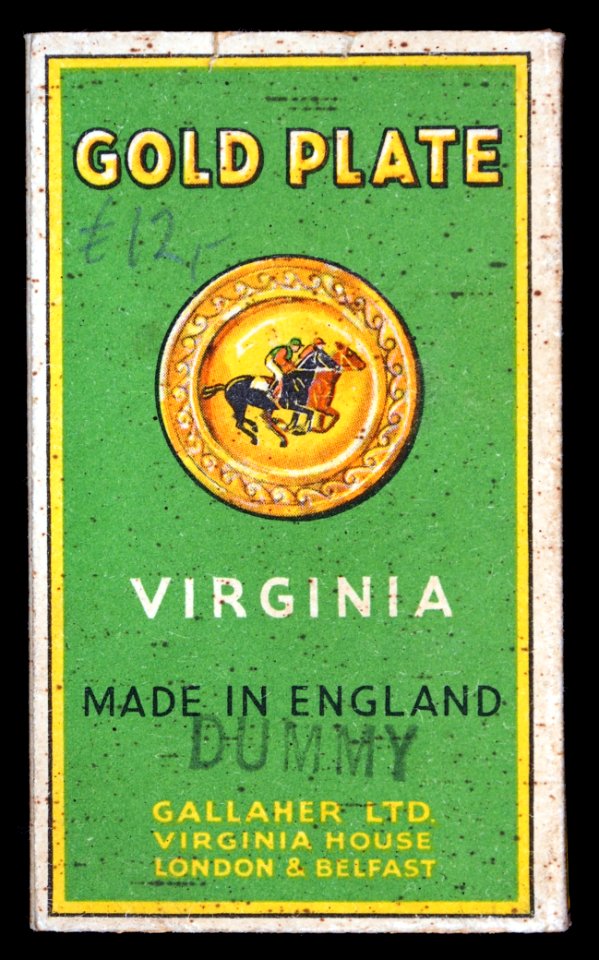 GOLD PLATE
£12,-
VIRGINIA
MADE IN ENGLAND
DUMMY
GALLAHER LTD.
VIRGINIA HOUSE
LONDON & BELFAST